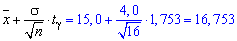 x̅ + σ/√n · t_γ = 15,0 + 4,0/√16 · 1,753 = 16,753